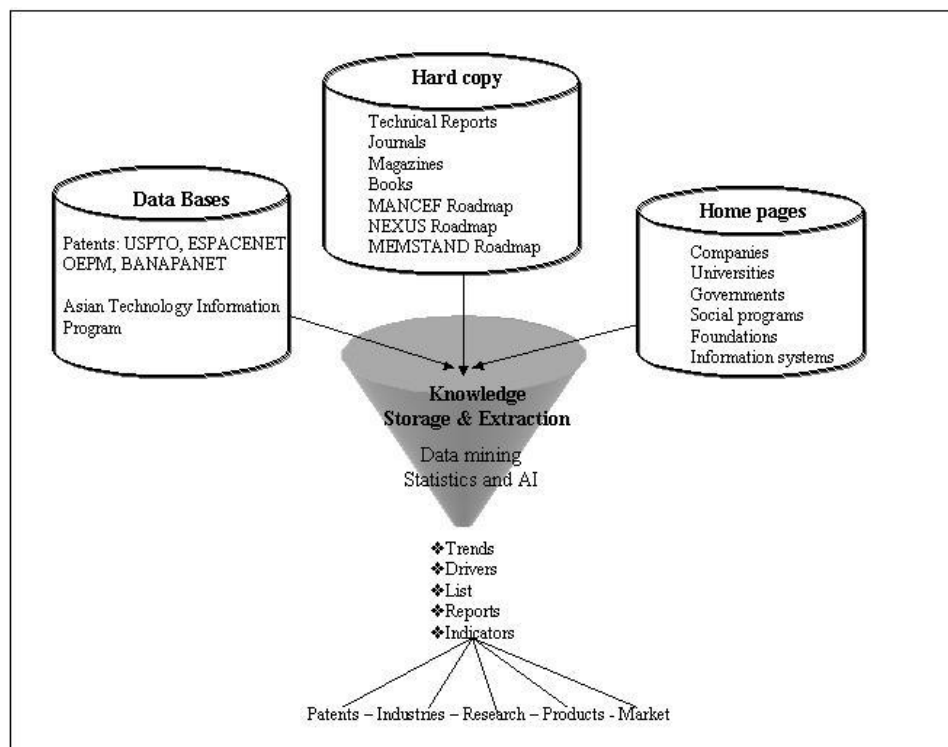 Hard copy
Technical Reports
Journals
Magazines
Books
MANCEF Roadmap
NEXUS Roadmap
MEMSTAND Roadmap
Data Bases
Patents: USPTO, ESPACENET
OEPM, BANAPANET
Asian Technology Information
Program
Home pages
Companies
Universities
Governments
Social programs
Foundations
Information systems
Knowledge
Storage & Extraction
Data mining
Statistics and AI
❖Trends
❖Drivers
❖List
❖Reports
❖Indicators
Patents – Industries – Research – Products - Market